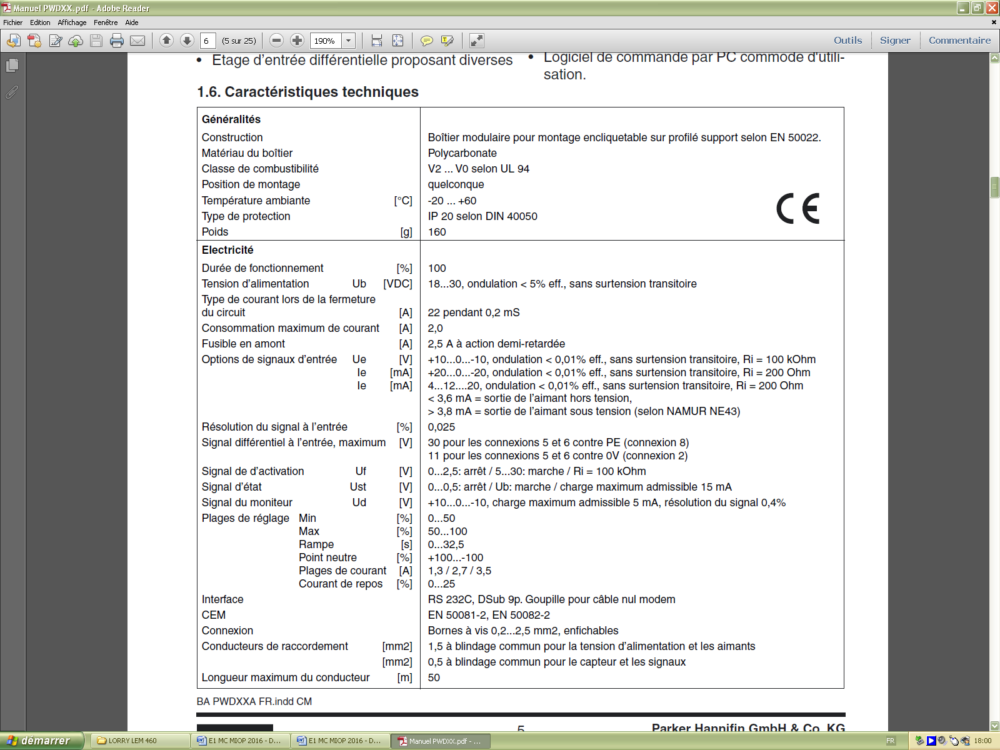 Manuel PWDXX.pdf - Adobe Reader
Fichier Edition Affichage Fenêtre Aide
6 (5 sur 25) 190% Outils Signer Commentaire
• Etage d'entrée différentielle proposant diverses
• Logiciel de commande par PC commode d'utili-
sation.
1.6. Caractéristiques techniques
Généralités
Construction Boîtier modulaire pour montage encliquetable sur profilé support selon EN 50022.
Matériau du boîtier Polycarbonate
Classe de combustibilité V2 ... V0 selon UL 94
Position de montage quelconque
Température ambiante [°C] -20 ... +60
Type de protection IP 20 selon DIN 40050
Poids [g] 160
CE
Electricité
Durée de fonctionnement [%] 100
Tension d'alimentation Ub [VDC] 18...30, ondulation < 5% eff., sans surtension transitoire
Type de courant lors de la fermeture
du circuit [A] 22 pendant 0,2 mS
Consommation maximum de courant [A] 2,0
Fusible en amont [A] 2,5 A à action demi-retardée
Options de signaux d'entrée Ue [V] +10...0...-10, ondulation < 0,01% eff., sans surtension transitoire, Ri = 100 kOhm
Ie [mA] +20...0...-20, ondulation < 0,01% eff., sans surtension transitoire, Ri = 200 Ohm
Ie [mA] 4...12....20, ondulation < 0,01% eff., sans surtension transitoire, Ri = 200 Ohm
< 3,6 mA = sortie de l'aimant hors tension,
> 3,8 mA = sortie de l'aimant sous tension (selon NAMUR NE43)
Résolution du signal à l'entrée [%] 0,025
Signal différentiel à l'entrée, maximum [V] 30 pour les connexions 5 et 6 contre PE (connexion 8)
11 pour les connexions 5 et 6 contre 0V (connexion 2)
Signal de d'activation Uf [V] 0...2,5: arrêt / 5...30: marche / Ri = 100 kOhm
Signal d'état Ust [V] 0...0,5: arrêt / Ub: marche / charge maximum admissible 15 mA
Signal du moniteur Ud [V] +10...0...-10, charge maximum admissible 5 mA, résolution du signal 0,4%
Plages de réglage Min [%] 0...50
Max [%] 50...100
Rampe [s] 0...32,5
Point neutre [%] +100...-100
Plages de courant [A] 1,3 / 2,7 / 3,5
Courant de repos [%] 0...25
Interface RS 232C, DSub 9p. Goupille pour câble nul modem
CEM EN 50081-2, EN 50082-2
Connexion Bornes à vis 0,2...2,5 mm2, enfichables
Conducteurs de raccordement [mm2] 1,5 à blindage commun pour la tension d'alimentation et les aimants
[mm2] 0,5 à blindage commun pour le capteur et les signaux
Longueur maximum du conducteur [m] 50
BA PWDXXA FR.indd CM
5 Parker Hannifin GmbH & Co. KG
démarrer LORRY LEM 460 E1 MC MIOP 2016 - D... E1 MC MIOP 2016 - D... Manuel PWDXX.pdf - ... FR 18:00